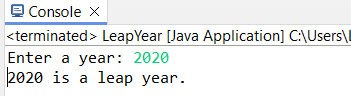 Console
<terminated> LeapYear [Java Application] C:\Users\
Enter a year: 2020
2020 is a leap year.